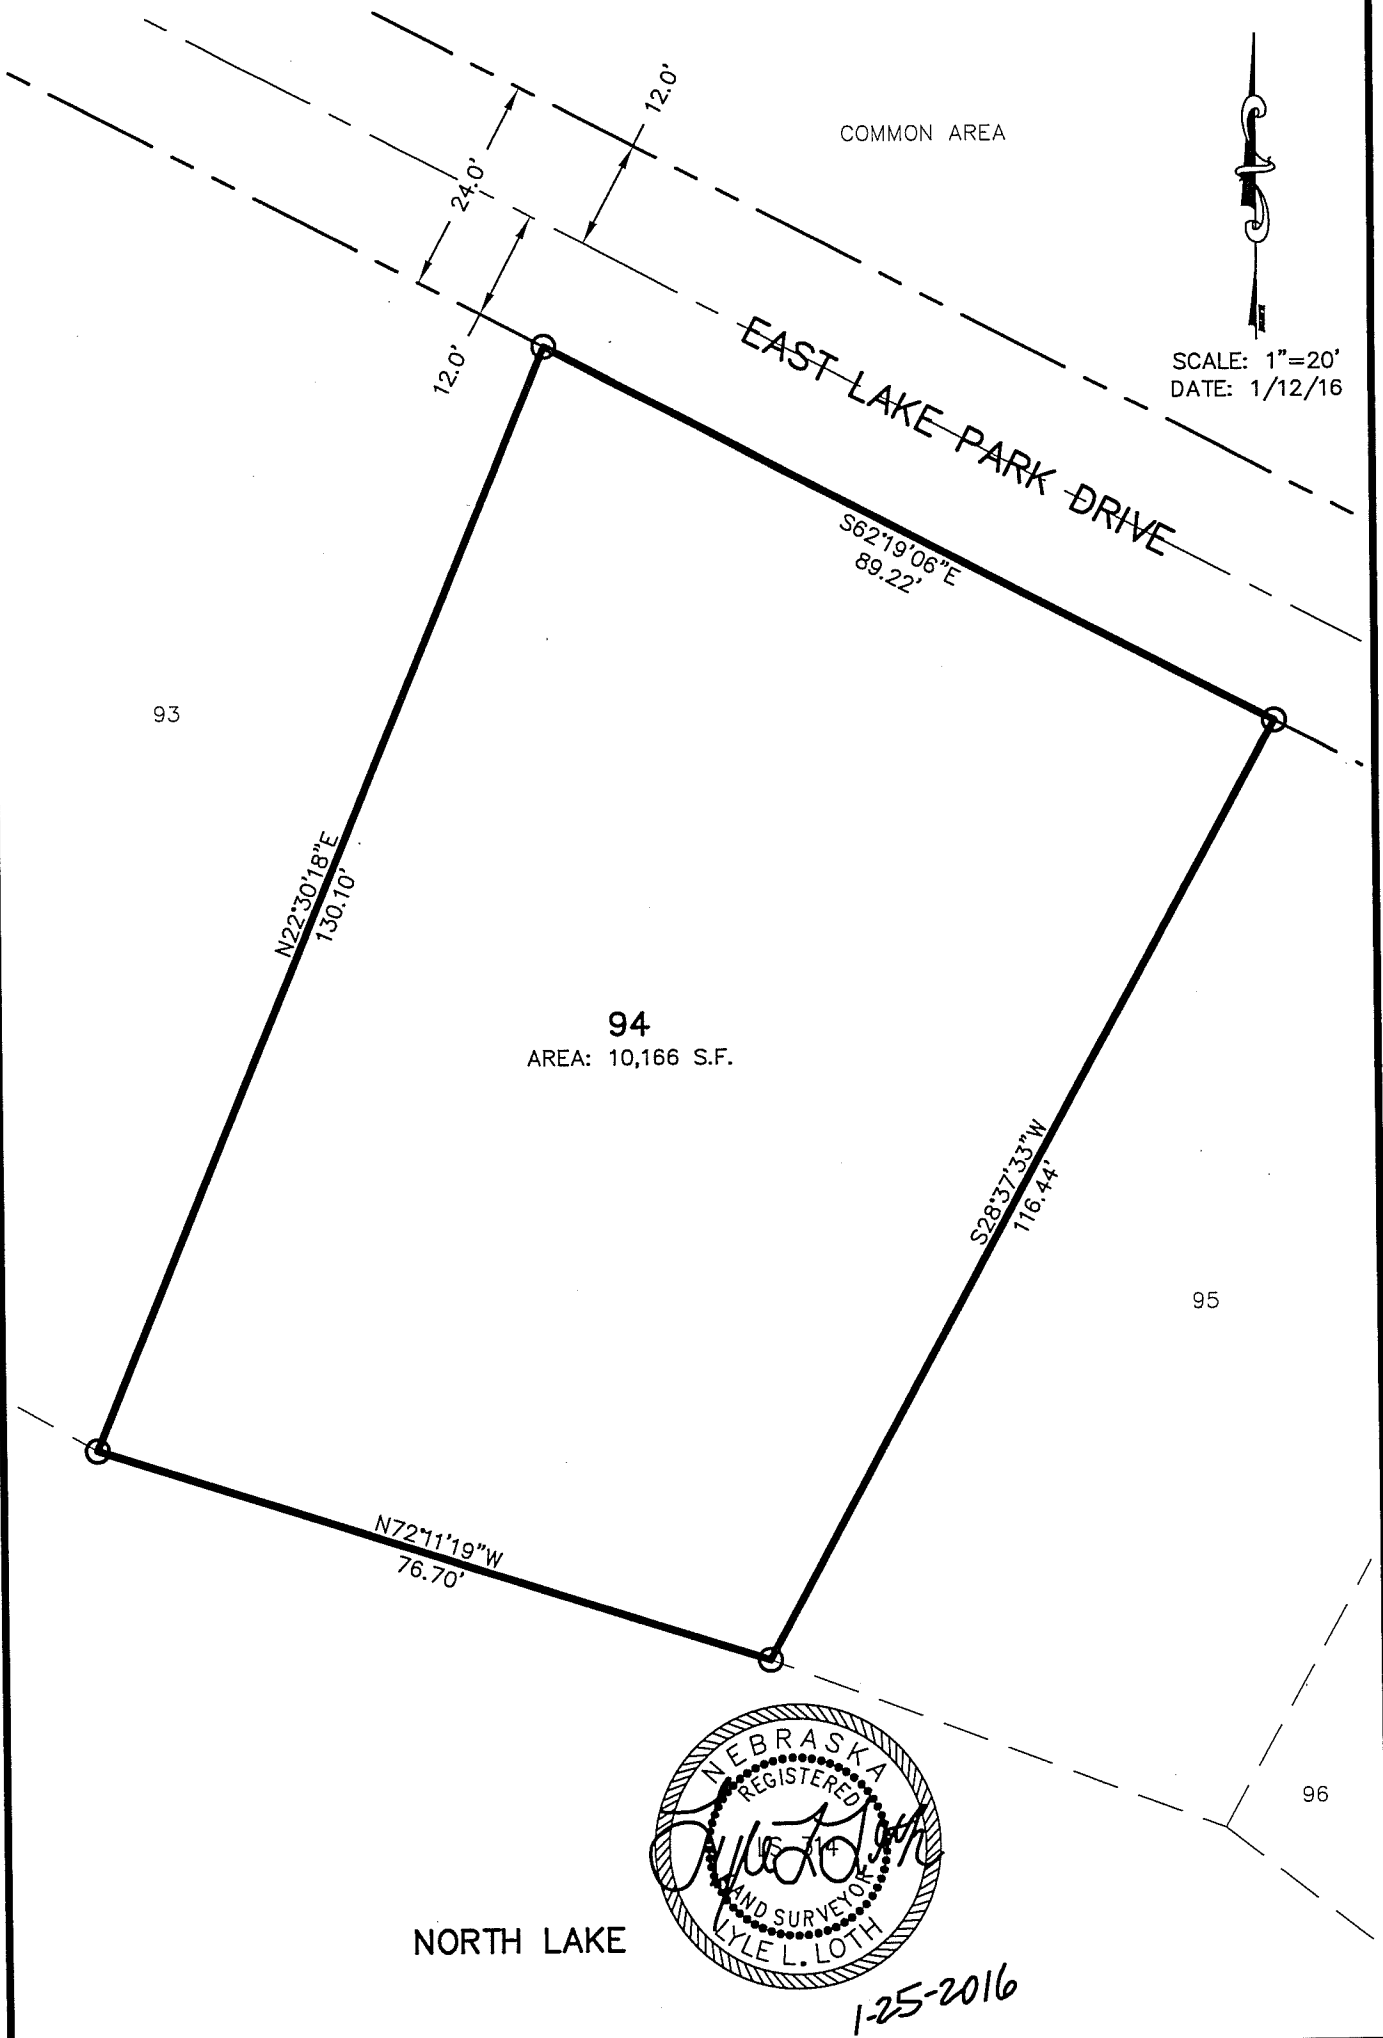 12.0'
COMMON AREA
24.0'
12.0'
SCALE: 1"=20'
DATE: 1/12/16
EAST LAKE PARK DRIVE
S62°19'06"E
89.22'
93
N22°30'18"E
130.10'
94
AREA: 10,166 S.F.
S28°37'33"W
116.44'
95
N72°11'19"W
76.70'
96
NEBRASKA
REGISTERED
LS 314
LAND SURVEYOR
LYLE L. LOTH
NORTH LAKE
1-25-2016